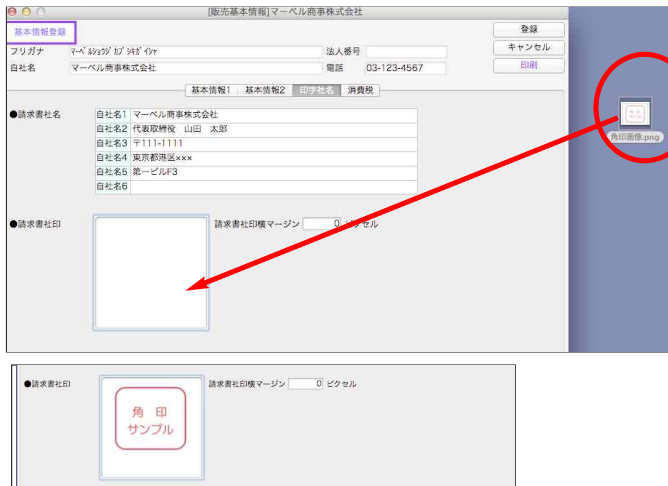 [販売基本情報]マーベル商事株式会社
基本情報登録
登録
フリガナ ﾏｰﾍﾞﾙｼｮｳｼﾞ ｶﾌﾞｼｷｶﾞｲｼｬ 法人番号
キャンセル
自社名 マーベル商事株式会社 電話 03-123-4567
印刷
基本情報1 基本情報2 印字社名 消費税
●請求書社名 自社名1 マーベル商事株式会社
自社名2 代表取締役 山田 太郎
自社名3 〒111-1111
自社名4 東京都港区×××
自社名5 第一ビルF3
自社名6
角印画像.png
●請求書社印 請求書社印横マージン 0 ピクセル
●請求書社印 請求書社印横マージン 0 ピクセル
角 印
サンプル